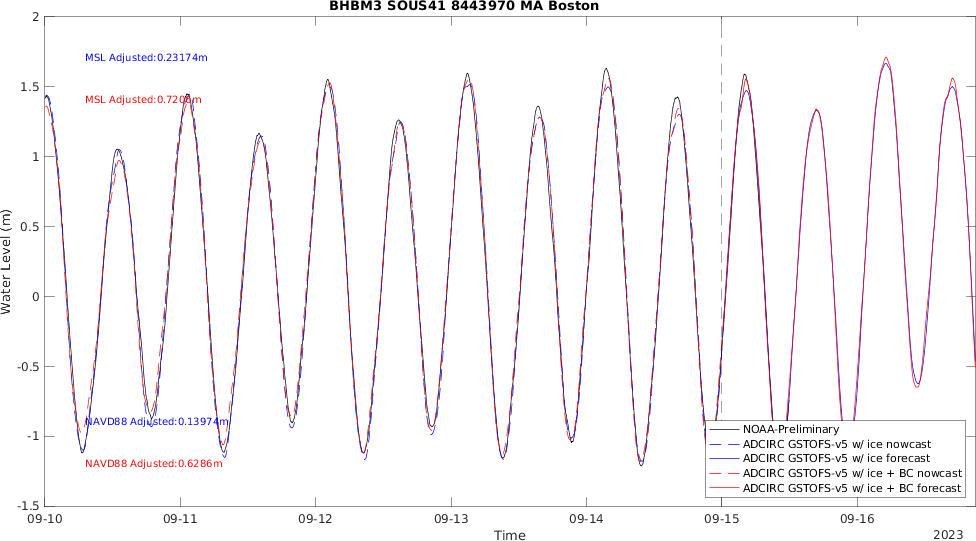 BHBM3 SOUS41 8443970 MA Boston
2
1.5
1
0.5
0
-0.5
-1
-1.5
Water Level (m)
MSL Adjusted:0.23174m
MSL Adjusted:0.7208m
NAVD88 Adjusted:0.13974m
NAVD88 Adjusted:0.6286m
NOAA-Preliminary
ADCIRC GSTOFS-v5 w/ ice nowcast
ADCIRC GSTOFS-v5 w/ ice forecast
ADCIRC GSTOFS-v5 w/ ice + BC nowcast
ADCIRC GSTOFS-v5 w/ ice + BC forecast
09-10 09-11 09-12 09-13 09-14 09-15 09-16
Time
2023